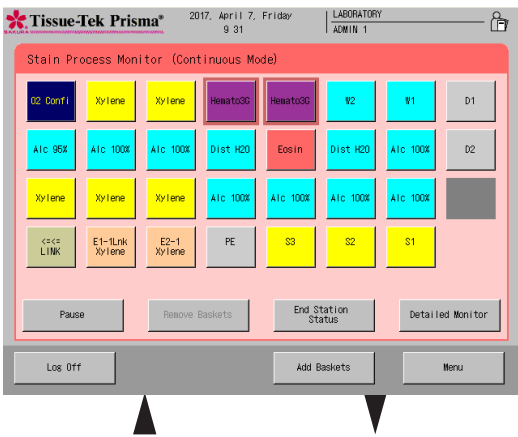 Tissue-Tek Prisma®
SAKURA
2017, April 7, Friday
9 31
LABORATORY
ADMIN 1
Stain Process Monitor (Continuous Mode)
02 Confi Xylene Xylene Hemato3G Hemato3G W2 W1 D1
Alc 95% Alc 100% Alc 100% Dist H2O Eosin Dist H2O Alc 100% D2
Xylene Xylene Xylene Alc 100% Alc 100% Alc 100% Alc 100%
<=<= E1-1Lnk E2-1 PE S3 S2 S1
LINK Xylene Xylene
Pause Remove Baskets End Station Detailed Monitor
Status
Log Off Add Baskets Menu